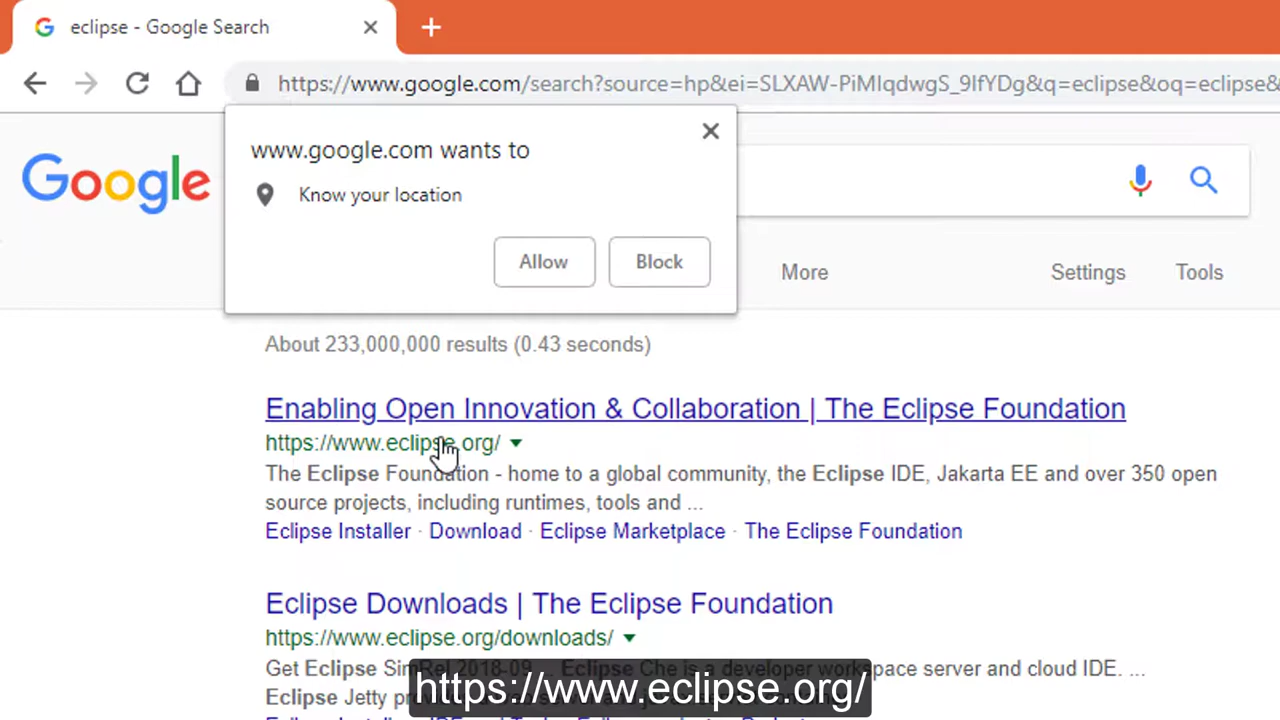 eclipse - Google Search
https://www.google.com/search?source=hp&ei=SLXAW-PiMIqdwgS_9IfYDg&q=eclipse&oq=eclipse&
Google
www.google.com wants to
Know your location
Allow Block
More Settings Tools
About 233,000,000 results (0.43 seconds)
Enabling Open Innovation & Collaboration | The Eclipse Foundation
https://www.eclipse.org/
The Eclipse Foundation - home to a global community, the Eclipse IDE, Jakarta EE and over 350 open
source projects, including runtimes, tools and ...
Eclipse Installer · Download · Eclipse Marketplace · The Eclipse Foundation
Eclipse Downloads | The Eclipse Foundation
https://www.eclipse.org/downloads/
Get Eclipse SimRel 2018-09 ... Eclipse Che is a developer workspace server and cloud IDE. ...
Eclipse Jetty
https://www.eclipse.org/